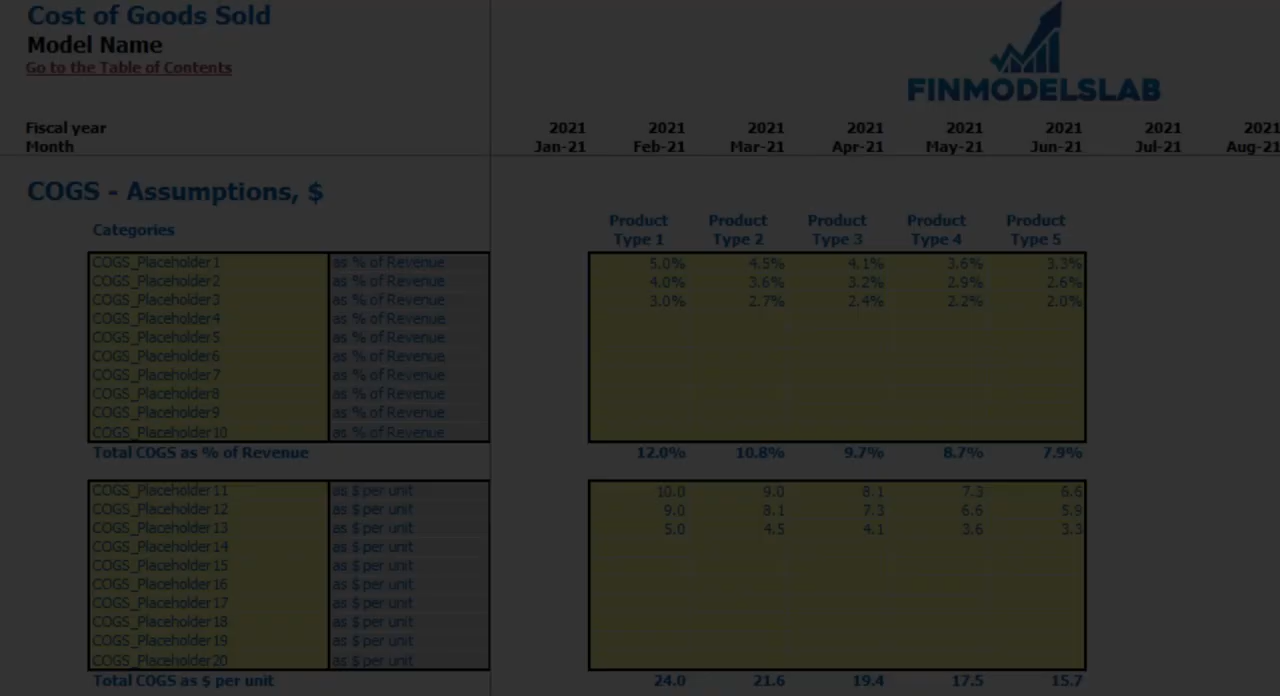 Cost of Goods Sold
Model Name
Go to the Table of Contents
FINMODELSLAB
Fiscal year 2021 2021 2021 2021 2021 2021 2021 2021
Month Jan-21 Feb-21 Mar-21 Apr-21 May-21 Jun-21 Jul-21 Aug-21
COGS - Assumptions, $
Product Product Product Product Product
Categories Type 1 Type 2 Type 3 Type 4 Type 5
COGS_Placeholder1 as % of Revenue 5.0% 4.5% 4.1% 3.6% 3.3%
COGS_Placeholder2 as % of Revenue 4.0% 3.6% 3.2% 2.9% 2.6%
COGS_Placeholder3 as % of Revenue 3.0% 2.7% 2.4% 2.2% 2.0%
COGS_Placeholder4 as % of Revenue
COGS_Placeholder5 as % of Revenue
COGS_Placeholder6 as % of Revenue
COGS_Placeholder7 as % of Revenue
COGS_Placeholder8 as % of Revenue
COGS_Placeholder9 as % of Revenue
COGS_Placeholder10 as % of Revenue
Total COGS as % of Revenue 12.0% 10.8% 9.7% 8.7% 7.9%
COGS_Placeholder11 as $ per unit 10.0 9.0 8.1 7.3 6.6
COGS_Placeholder12 as $ per unit 9.0 8.1 7.3 6.6 5.9
COGS_Placeholder13 as $ per unit 5.0 4.5 4.1 3.6 3.3
COGS_Placeholder14 as $ per unit
COGS_Placeholder15 as $ per unit
COGS_Placeholder16 as $ per unit
COGS_Placeholder17 as $ per unit
COGS_Placeholder18 as $ per unit
COGS_Placeholder19 as $ per unit
COGS_Placeholder20 as $ per unit
Total COGS as $ per unit 24.0 21.6 19.4 17.5 15.7